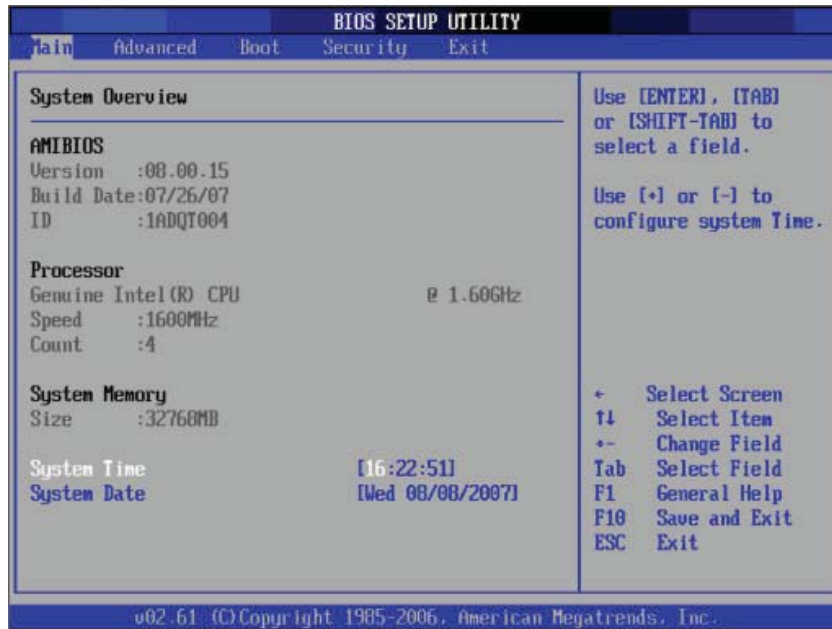 BIOS SETUP UTILITY
Main Advanced Boot Security Exit
System Overview
AMIBIOS
Version :08.00.15
Build Date:07/26/07
ID :1ADQT004
Processor
Genuine Intel(R) CPU @ 1.60GHz
Speed :1600MHz
Count :4
System Memory
Size :32768MB
System Time [16:22:51]
System Date [Wed 08/08/2007]
Use [ENTER], [TAB]
or [SHIFT-TAB] to
select a field.
Use [+] or [-] to
configure system Time.
← Select Screen
↑↓ Select Item
+- Change Field
Tab Select Field
F1 General Help
F10 Save and Exit
ESC Exit
v02.61 (C)Copyright 1985-2006, American Megatrends, Inc.